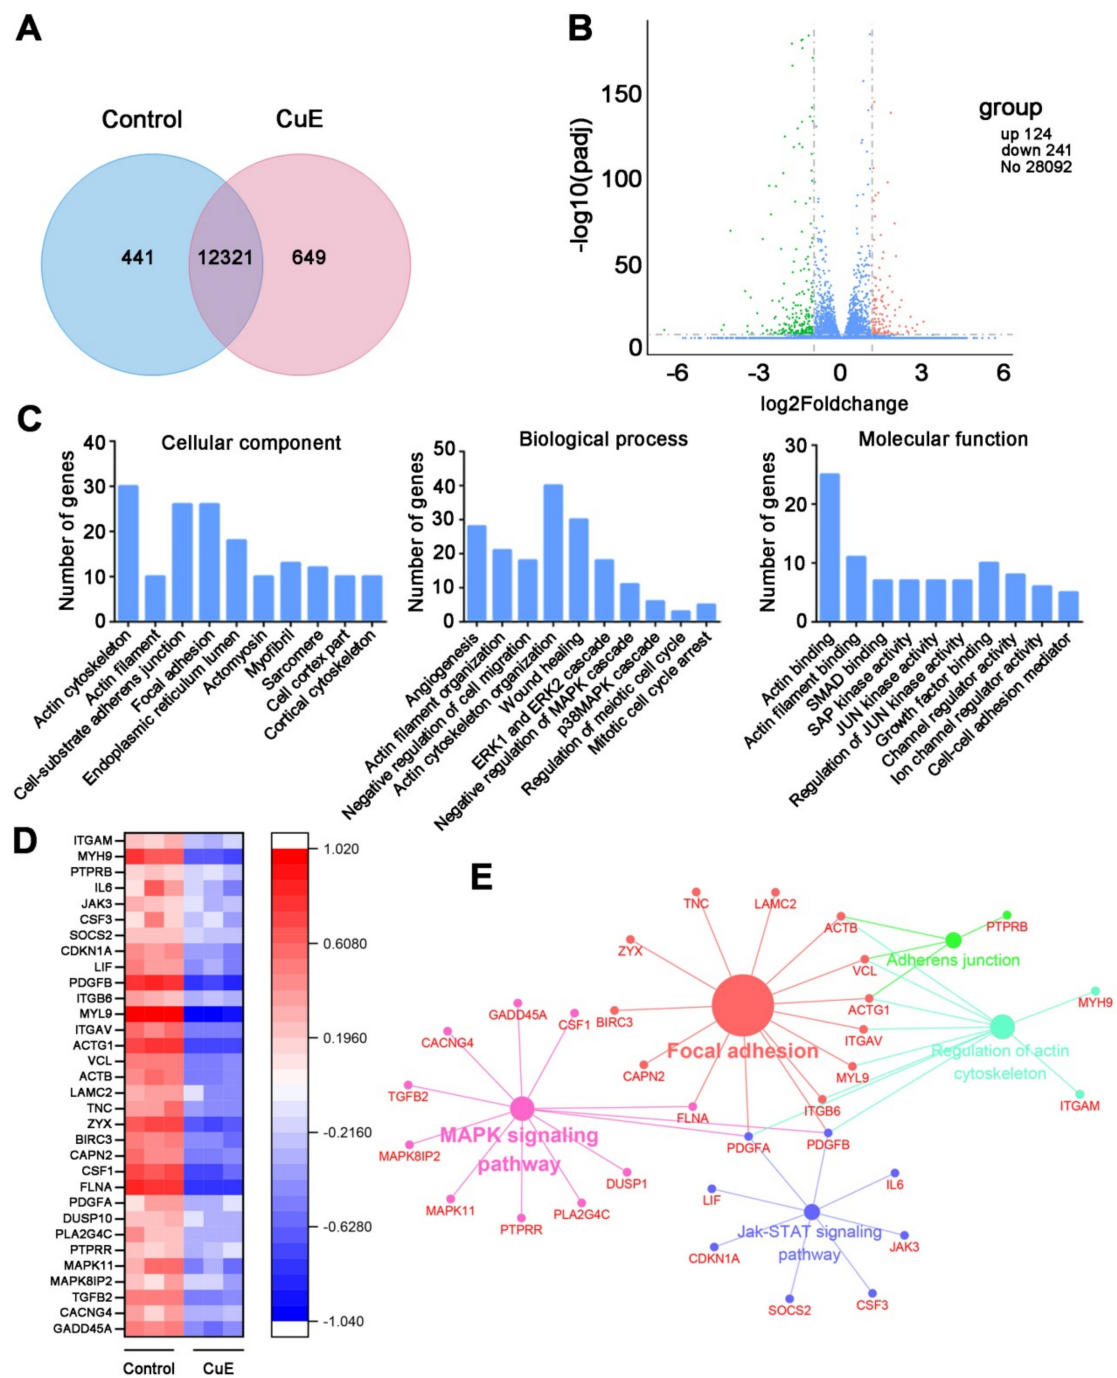 A
Control
CuE
441
12321
649
B
-log10(padj)
150
100
50
0
-6
-3
0
3
6
log2Foldchange
group
up 124
down 241
No 28092
C
Cellular component
Number of genes
40
30
20
10
0
Actin cytoskeleton
Actin filament
Cell-substrate adherens junction
Focal adhesion
Endoplasmic reticulum lumen
Actomyosin
Myofibril
Sarcomere
Cell cortex part
Cortical cytoskeleton
Biological process
Number of genes
50
40
30
20
10
0
Angiogenesis
Actin filament organization
Negative regulation of cell migration
Actin cytoskeleton organization
Wound healing
ERK1 and ERK2 cascade
Negative regulation of MAPK cascade
p38MAPK cascade
Regulation of meiotic cell cycle
Mitotic cell cycle arrest
Molecular function
Number of genes
30
20
10
0
Actin binding
Actin filament binding
SMAD binding
SAP kinase activity
JUN kinase activity
Regulation of JUN kinase activity
Growth factor binding
Channel regulator activity
Ion channel regulator activity
Cell-cell adhesion mediator
D
ITGAM
MYH9
PTPRB
IL6
JAK3
CSF3
SOCS2
CDKN1A
LIF
PDGFB
ITGB6
MYL9
ITGAV
ACTG1
VCL
ACTB
LAMC2
TNC
ZYX
BIRC3
CAPN2
CSF1
FLNA
PDGFA
DUSP10
PLA2G4C
PTPRR
MAPK11
MAPK8IP2
TGFB2
CACNG4
GADD45A
Control
CuE
1.020
0.6080
0.1960
-0.2160
-0.6280
-1.040
E
TNC
LAMC2
ACTB
PTPRB
ZYX
VCL
Adherens junction
MYH9
BIRC3
ACTG1
GADD45A
CSF1
ITGAV
CACNG4
Focal adhesion
Regulation of actin
cytoskeleton
CAPN2
MYL9
TGFB2
ITGB6
ITGAM
FLNA
MAPK signaling
pathway
PDGFA
PDGFB
MAPK8IP2
DUSP1
IL6
MAPK11
PLA2G4C
LIF
PTPRR
Jak-STAT signaling
pathway
JAK3
CDKN1A
SOCS2
CSF3